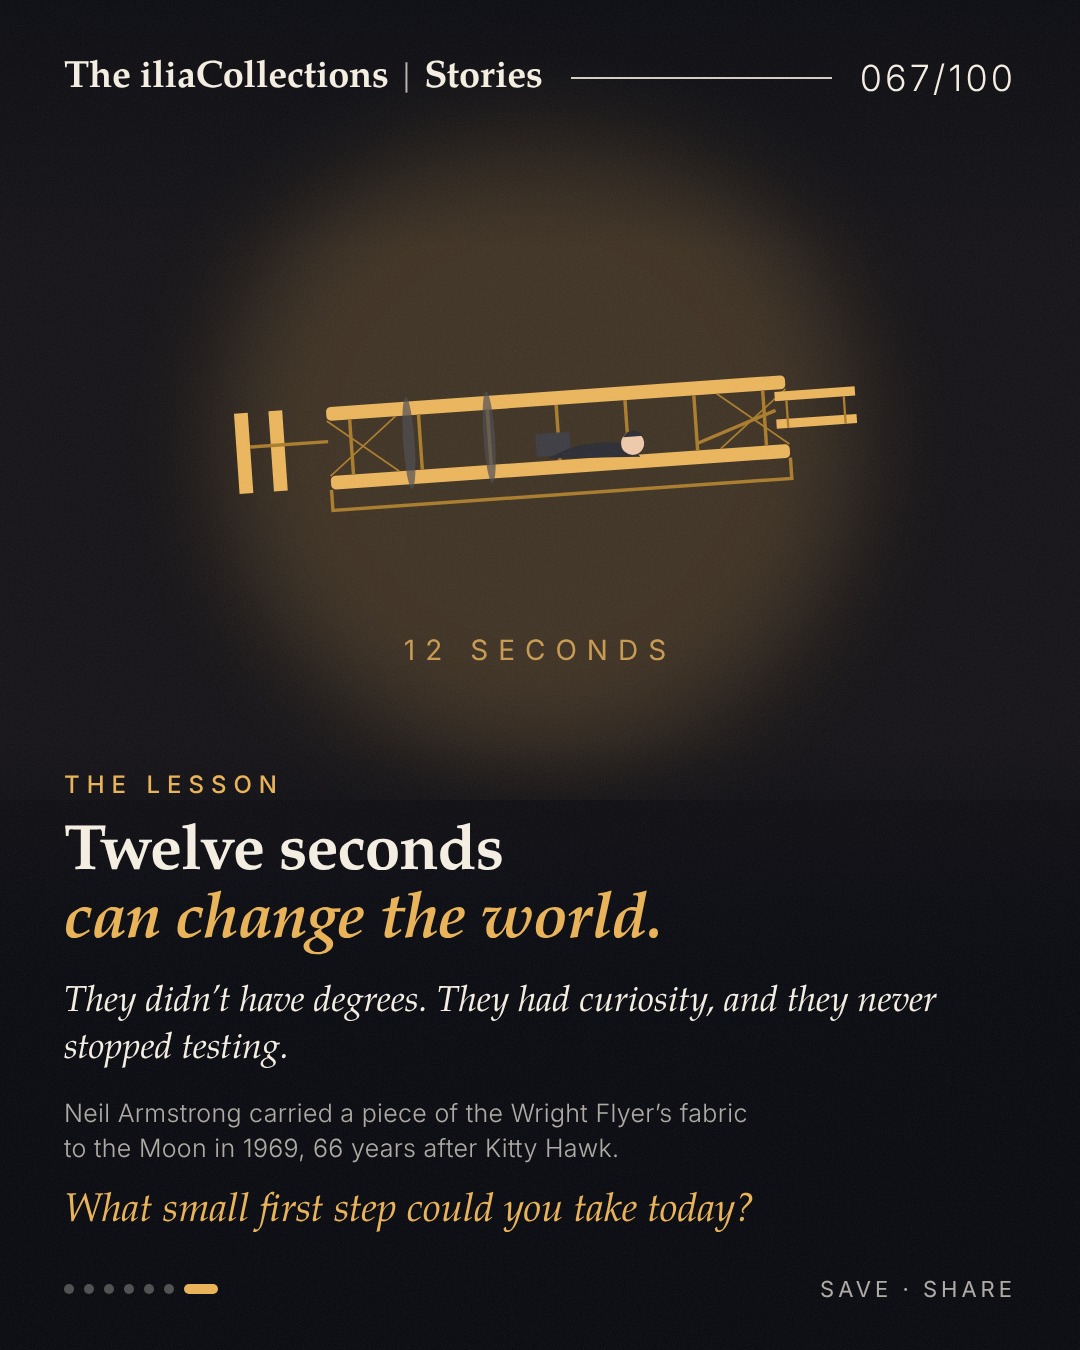 The iliaCollections | Stories 067/100
12 SECONDS
THE LESSON
Twelve seconds
can change the world.
They didn’t have degrees. They had curiosity, and they never
stopped testing.
Neil Armstrong carried a piece of the Wright Flyer’s fabric
to the Moon in 1969, 66 years after Kitty Hawk.
What small first step could you take today?
SAVE · SHARE